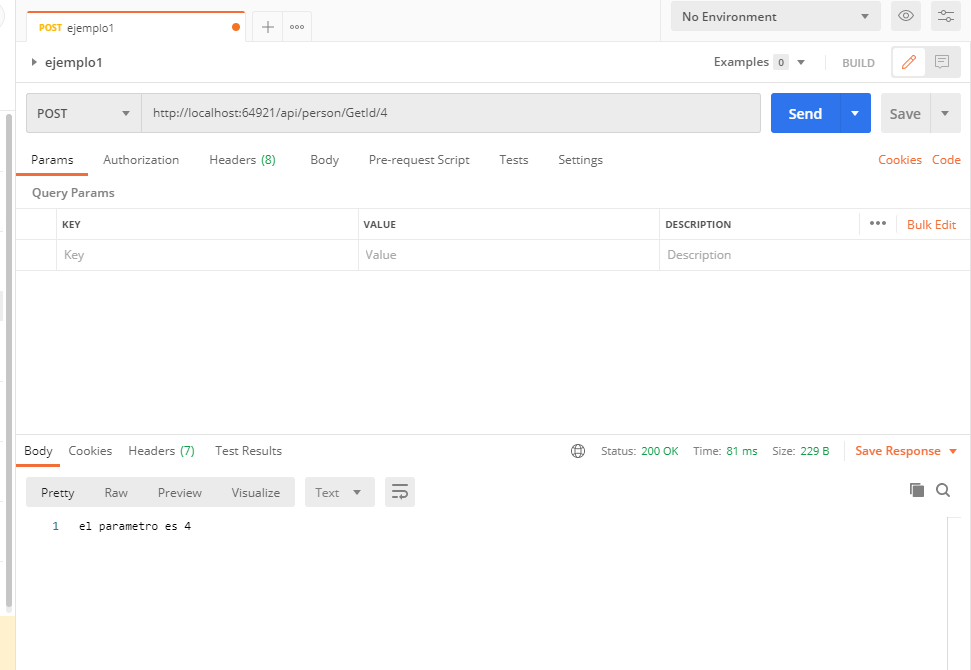 POST ejemplo1
No Environment
ejemplo1
Examples 0
BUILD
POST
http://localhost:64921/api/person/GetId/4
Send
Save
Params Authorization Headers (8) Body Pre-request Script Tests Settings Cookies Code
Query Params
KEY VALUE DESCRIPTION Bulk Edit
Key Value Description
Body Cookies Headers (7) Test Results Status: 200 OK Time: 81 ms Size: 229 B Save Response
Pretty Raw Preview Visualize Text
1 el parametro es 4